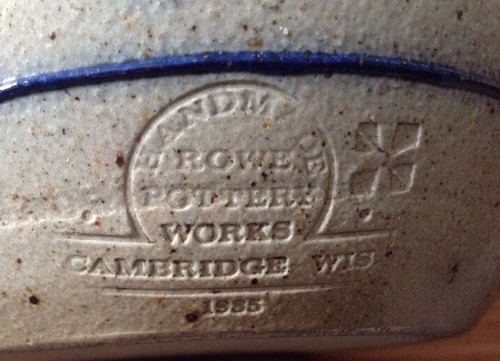 HANDMADE
ROWE
POTTERY
WORKS
CAMBRIDGE WIS
1985